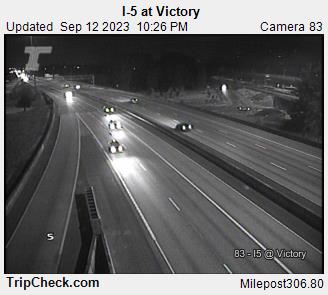 I-5 at Victory
Updated Sep 12 2023 10:26 PM Camera 83
T
S
83 - I5 @ Victory
TripCheck.com Milepost306.80